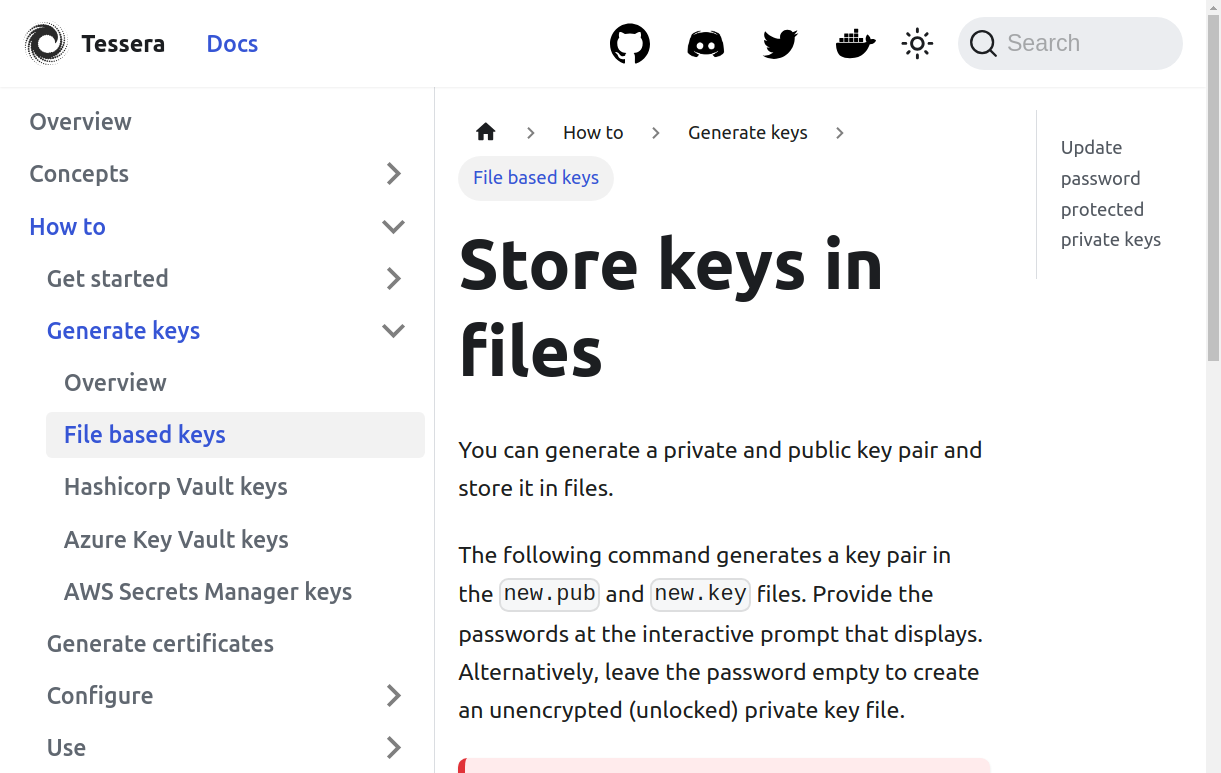 Tessera
Docs
Search
Overview
Concepts
How to
Get started
Generate keys
Overview
File based keys
Hashicorp Vault keys
Azure Key Vault keys
AWS Secrets Manager keys
Generate certificates
Configure
Use
How to
Generate keys
File based keys
Store keys in
files
You can generate a private and public key pair and
store it in files.
The following command generates a key pair in
the new.pub and new.key files. Provide the
passwords at the interactive prompt that displays.
Alternatively, leave the password empty to create
an unencrypted (unlocked) private key file.
Update
password
protected
private keys